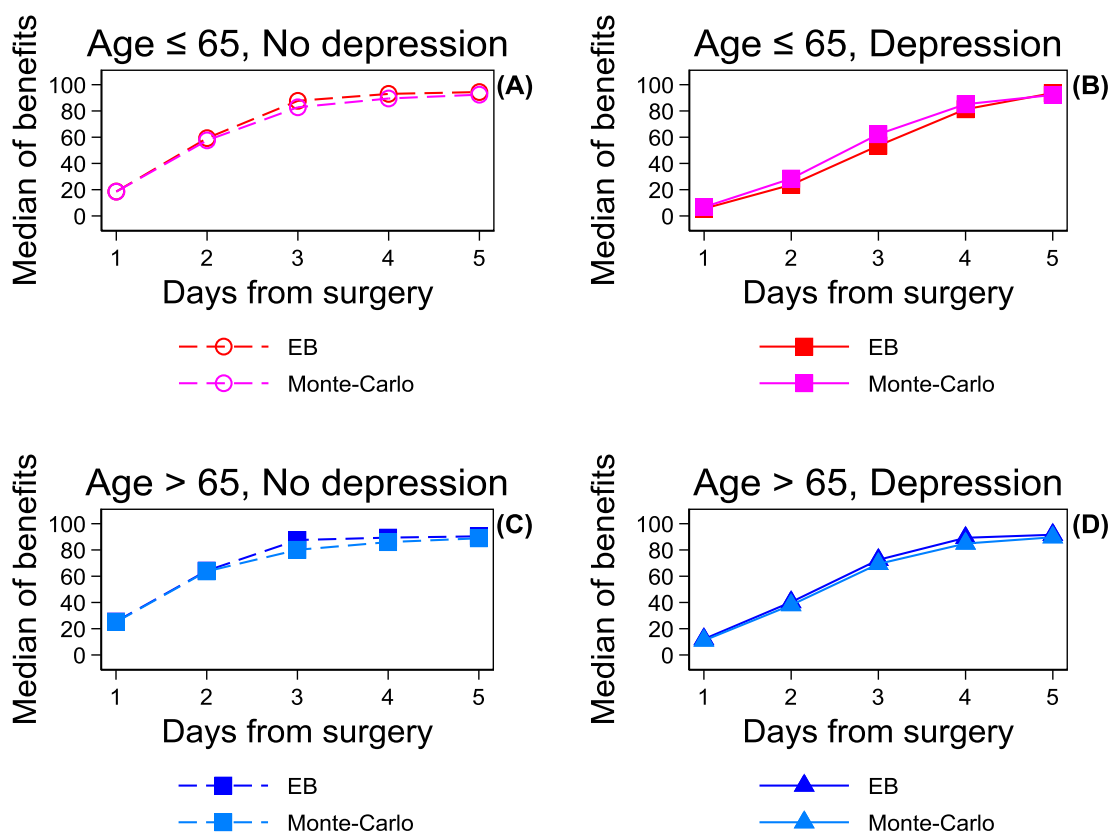 Age ≤ 65, No depression
(A)
Median of benefits
100
80
60
40
20
0
1 2 3 4 5
Days from surgery
EB
Monte-Carlo
Age ≤ 65, Depression
(B)
Median of benefits
100
80
60
40
20
0
1 2 3 4 5
Days from surgery
EB
Monte-Carlo
Age > 65, No depression
(C)
Median of benefits
100
80
60
40
20
0
1 2 3 4 5
Days from surgery
EB
Monte-Carlo
Age > 65, Depression
(D)
Median of benefits
100
80
60
40
20
0
1 2 3 4 5
Days from surgery
EB
Monte-Carlo